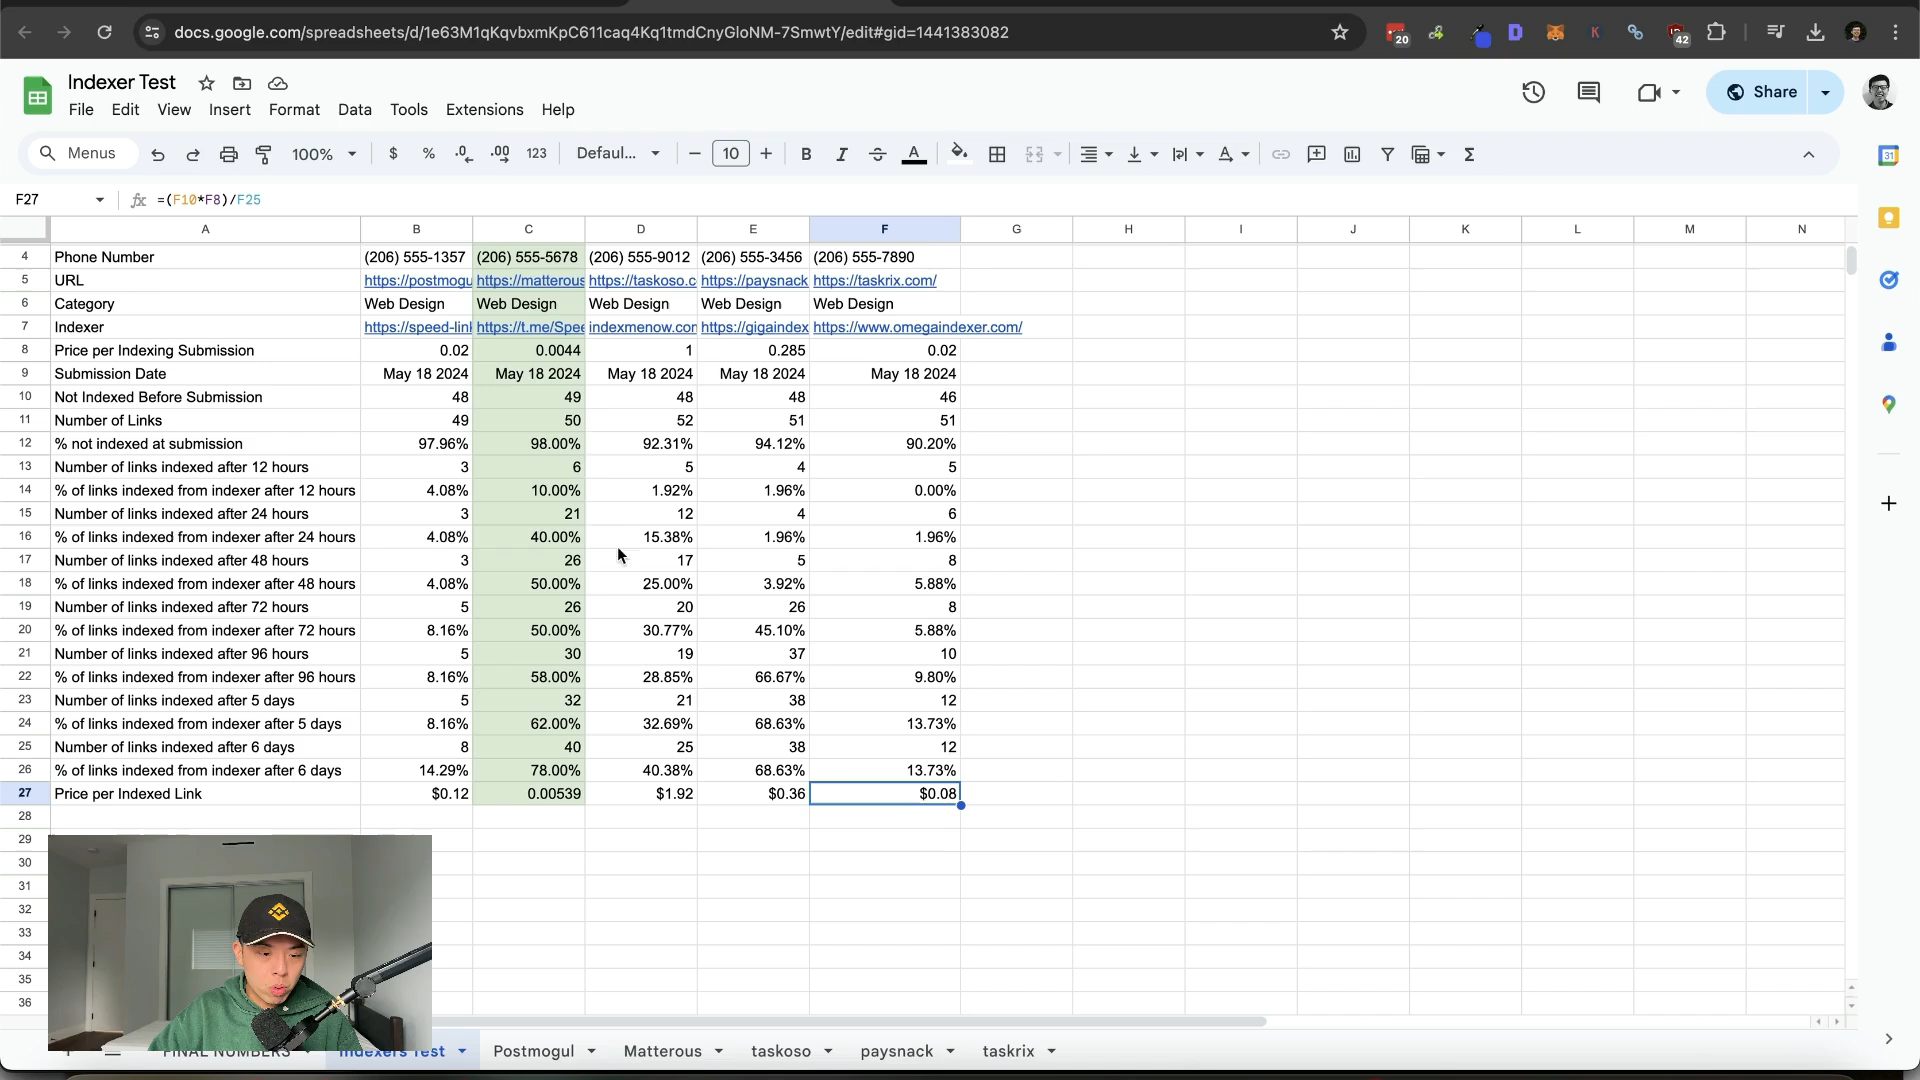 docs.google.com/spreadsheets/d/1e63M1qKqvbxmKpC611caq4Kq1tmdCnyGloNM-7SmwtY/edit#gid=1441383082
20
42
Indexer Test
File Edit View Insert Format Data Tools Extensions Help
Share
Menus 100% $ % .0 .00 123 Defaul... 10 B I A Σ
31
F27 fx =(F10*F8)/F25
A B C D E F G H I J K L M N
4 Phone Number (206) 555-1357 (206) 555-5678 (206) 555-9012 (206) 555-3456 (206) 555-7890
5 URL https://postmogu https://matterous https://taskoso.c https://paysnack https://taskrix.com/
6 Category Web Design Web Design Web Design Web Design Web Design
7 Indexer https://speed-link https://t.me/Spee indexmenow.con https://gigaindex https://www.omegaindexer.com/
8 Price per Indexing Submission 0.02 0.0044 1 0.285 0.02
9 Submission Date May 18 2024 May 18 2024 May 18 2024 May 18 2024 May 18 2024
10 Not Indexed Before Submission 48 49 48 48 46
11 Number of Links 49 50 52 51 51
12 % not indexed at submission 97.96% 98.00% 92.31% 94.12% 90.20%
13 Number of links indexed after 12 hours 3 6 5 4 5
14 % of links indexed from indexer after 12 hours 4.08% 10.00% 1.92% 1.96% 0.00%
15 Number of links indexed after 24 hours 3 21 12 4 6
16 % of links indexed from indexer after 24 hours 4.08% 40.00% 15.38% 1.96% 1.96%
17 Number of links indexed after 48 hours 3 26 17 5 8
18 % of links indexed from indexer after 48 hours 4.08% 50.00% 25.00% 3.92% 5.88%
19 Number of links indexed after 72 hours 5 26 20 26 8
20 % of links indexed from indexer after 72 hours 8.16% 50.00% 30.77% 45.10% 5.88%
21 Number of links indexed after 96 hours 5 30 19 37 10
22 % of links indexed from indexer after 96 hours 8.16% 58.00% 28.85% 66.67% 9.80%
23 Number of links indexed after 5 days 5 32 21 38 12
24 % of links indexed from indexer after 5 days 8.16% 62.00% 32.69% 68.63% 13.73%
25 Number of links indexed after 6 days 8 40 25 38 12
26 % of links indexed from indexer after 6 days 14.29% 78.00% 40.38% 68.63% 13.73%
27 Price per Indexed Link $0.12 0.00539 $1.92 $0.36 $0.08
28
29
30
31
32
33
34
35
36
FINAL NUMBERS Indexers Test Postmogul Matterous taskoso paysnack taskrix